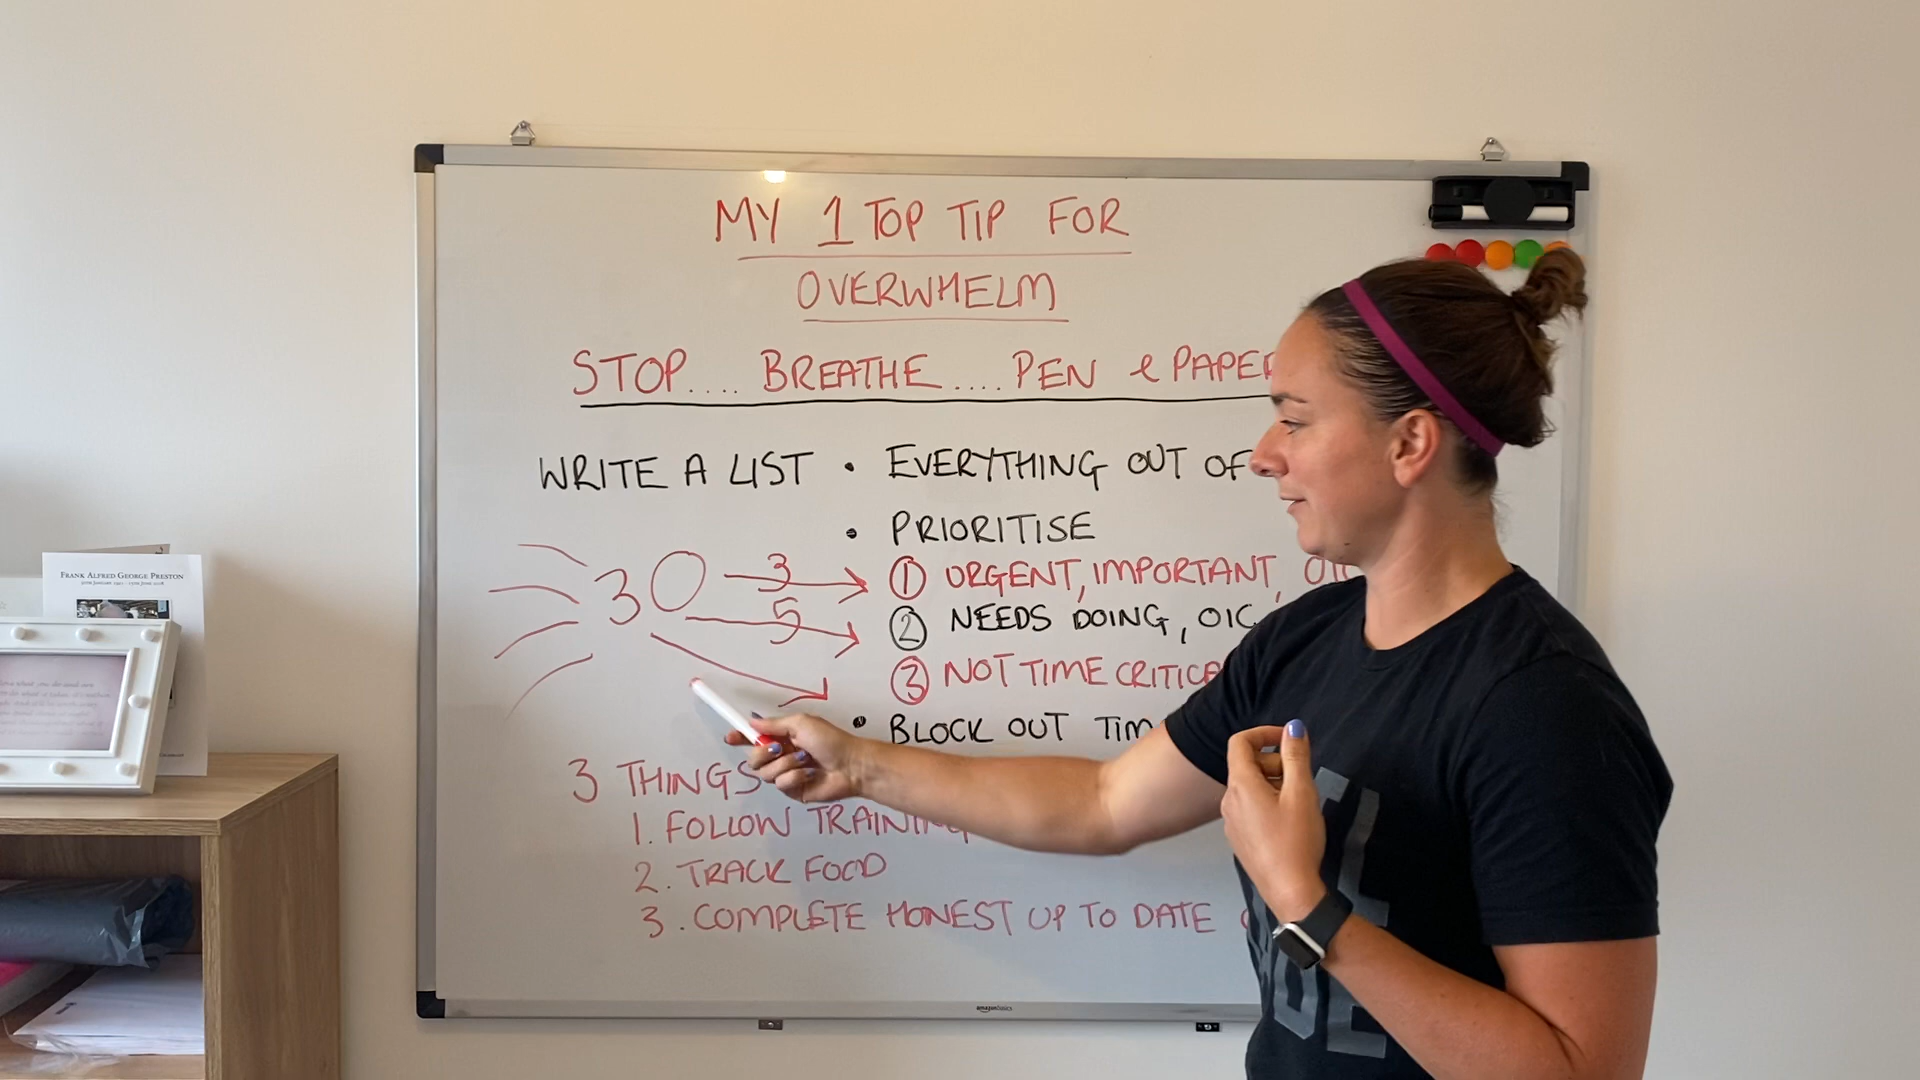 MY 1 TOP TIP FOR
OVERWHELM
STOP.... BREATHE.... PEN & PAPER
WRITE A LIST • EVERYTHING OUT OF
• PRIORITISE
30 3 ① URGENT, IMPORTANT,
5 ② NEEDS DOING, OIC
③ NOT TIME CRITICA
• BLOCK OUT TIM
3 THINGS
1. FOLLOW TRAINING
2. TRACK FOOD
3. COMPLETE HONEST UP TO DATE
amazonbasics
FRANK ALFRED GEORGE PRESTON